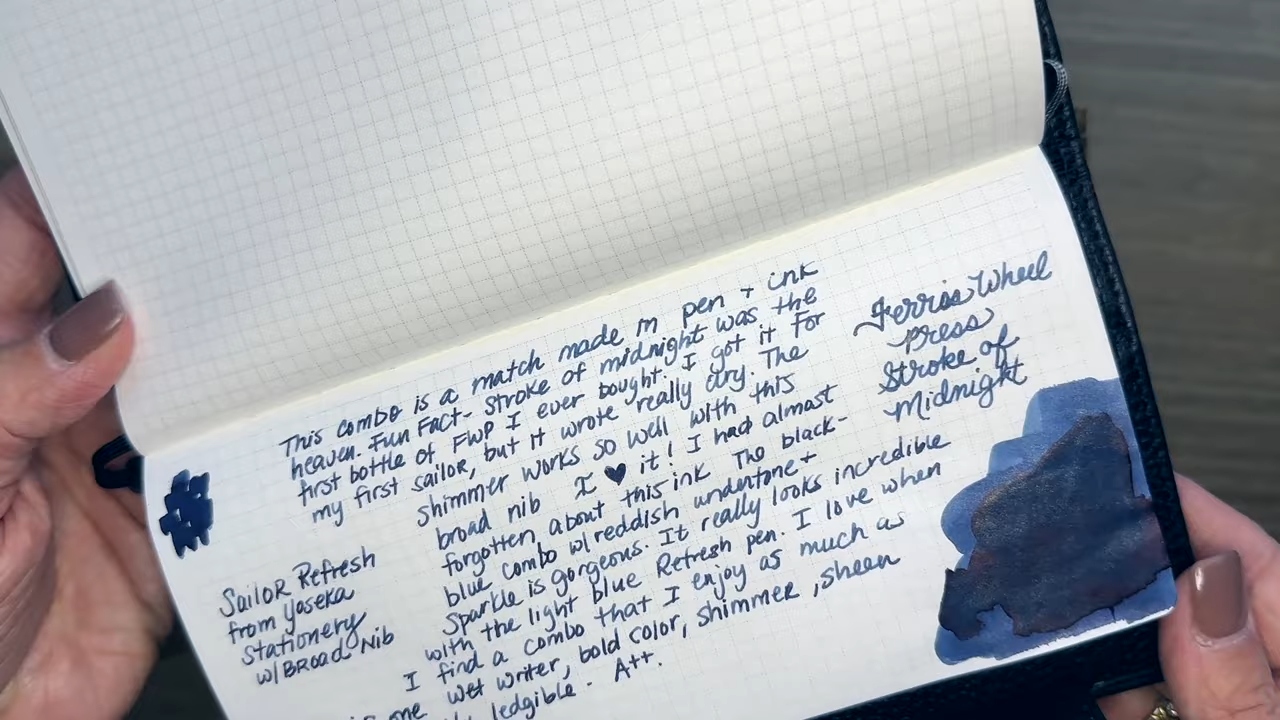 This combo is a match made in pen + ink
heaven. Fun Fact- Stroke of midnight was the
first bottle of FWP I ever bought. I got it for
my first sailor, but it wrote really dry. The
shimmer works so well with this
broad nib I ♥ it! I had almost
forgotten about this ink The black-
blue combo w/reddish undertone +
Sparkle is gorgeous. It really looks incredible
with the light blue Refresh pen. I love when
I find a combo that I enjoy as much as
one wet writer, bold color, shimmer, sheen
ledgible. A++.
Ferris Wheel
Press
Stroke of
Midnight
Sailor Refresh
from Yoseka
Stationery
w/ Broad Nib